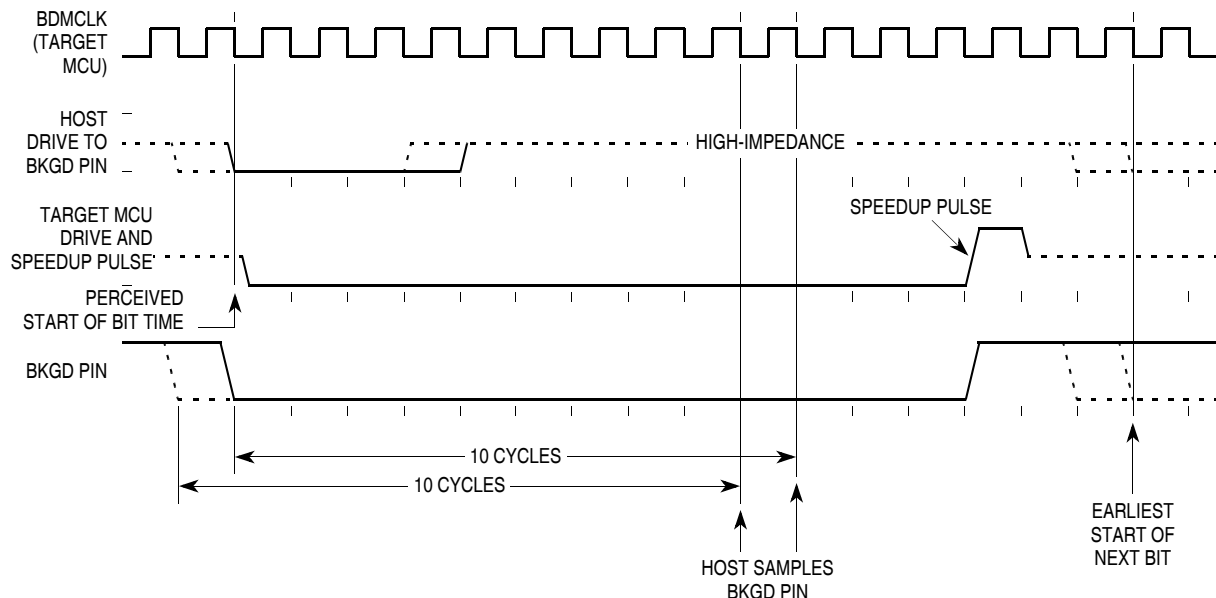 BDMCLK
(TARGET
MCU)
HOST
DRIVE TO
BKGD PIN
HIGH-IMPEDANCE
TARGET MCU
DRIVE AND
SPEEDUP PULSE
SPEEDUP PULSE
PERCEIVED
START OF BIT TIME
BKGD PIN
10 CYCLES
10 CYCLES
HOST SAMPLES
BKGD PIN
EARLIEST
START OF
NEXT BIT